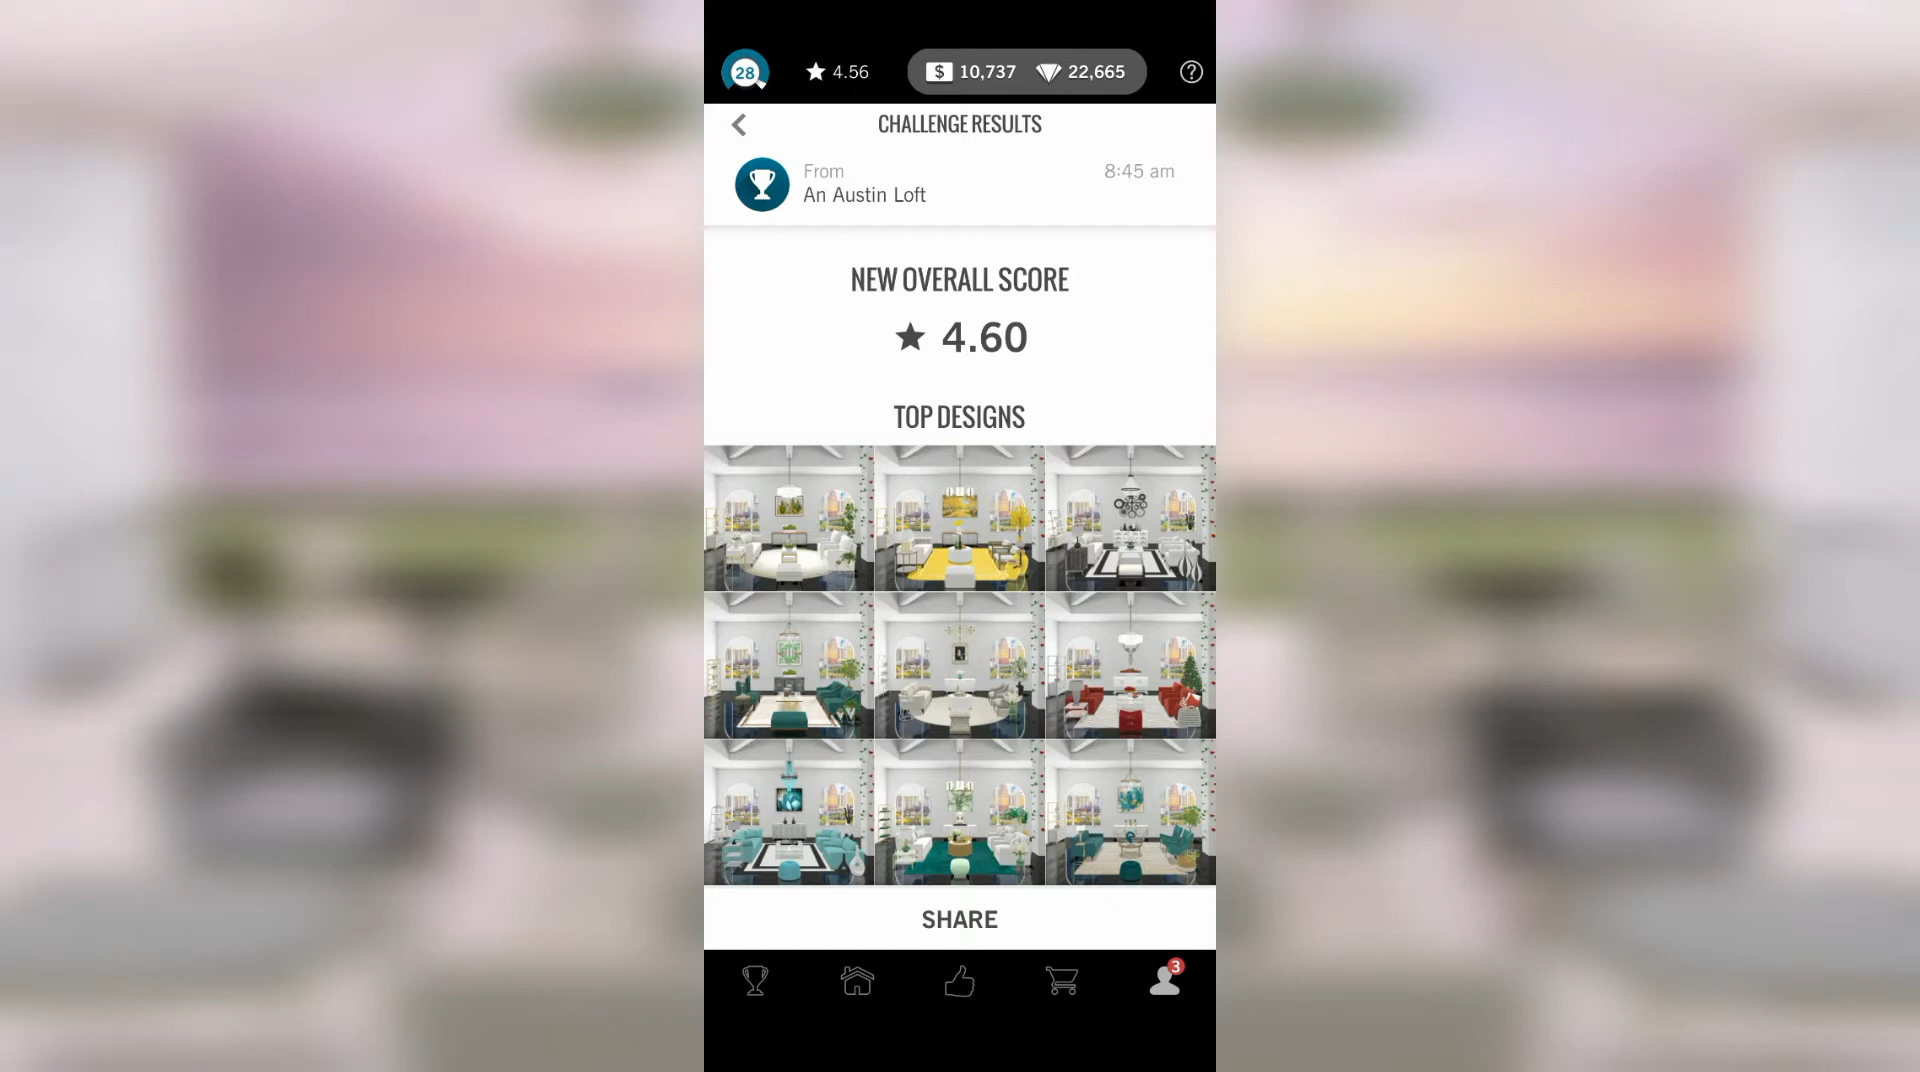 28
4.56
$ 10,737
22,665
?
CHALLENGE RESULTS
From
8:45 am
An Austin Loft
NEW OVERALL SCORE
4.60
TOP DESIGNS
SHARE
3